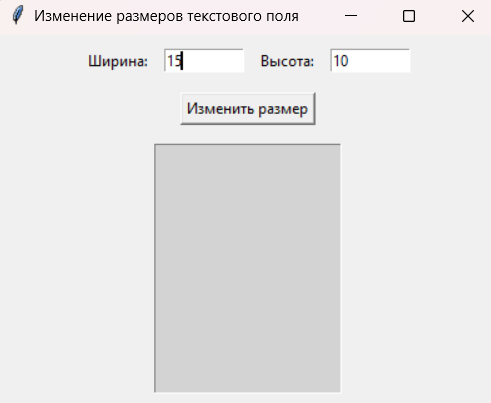 Изменение размеров текстового поля
Ширина: 15 Высота: 10
Изменить размер